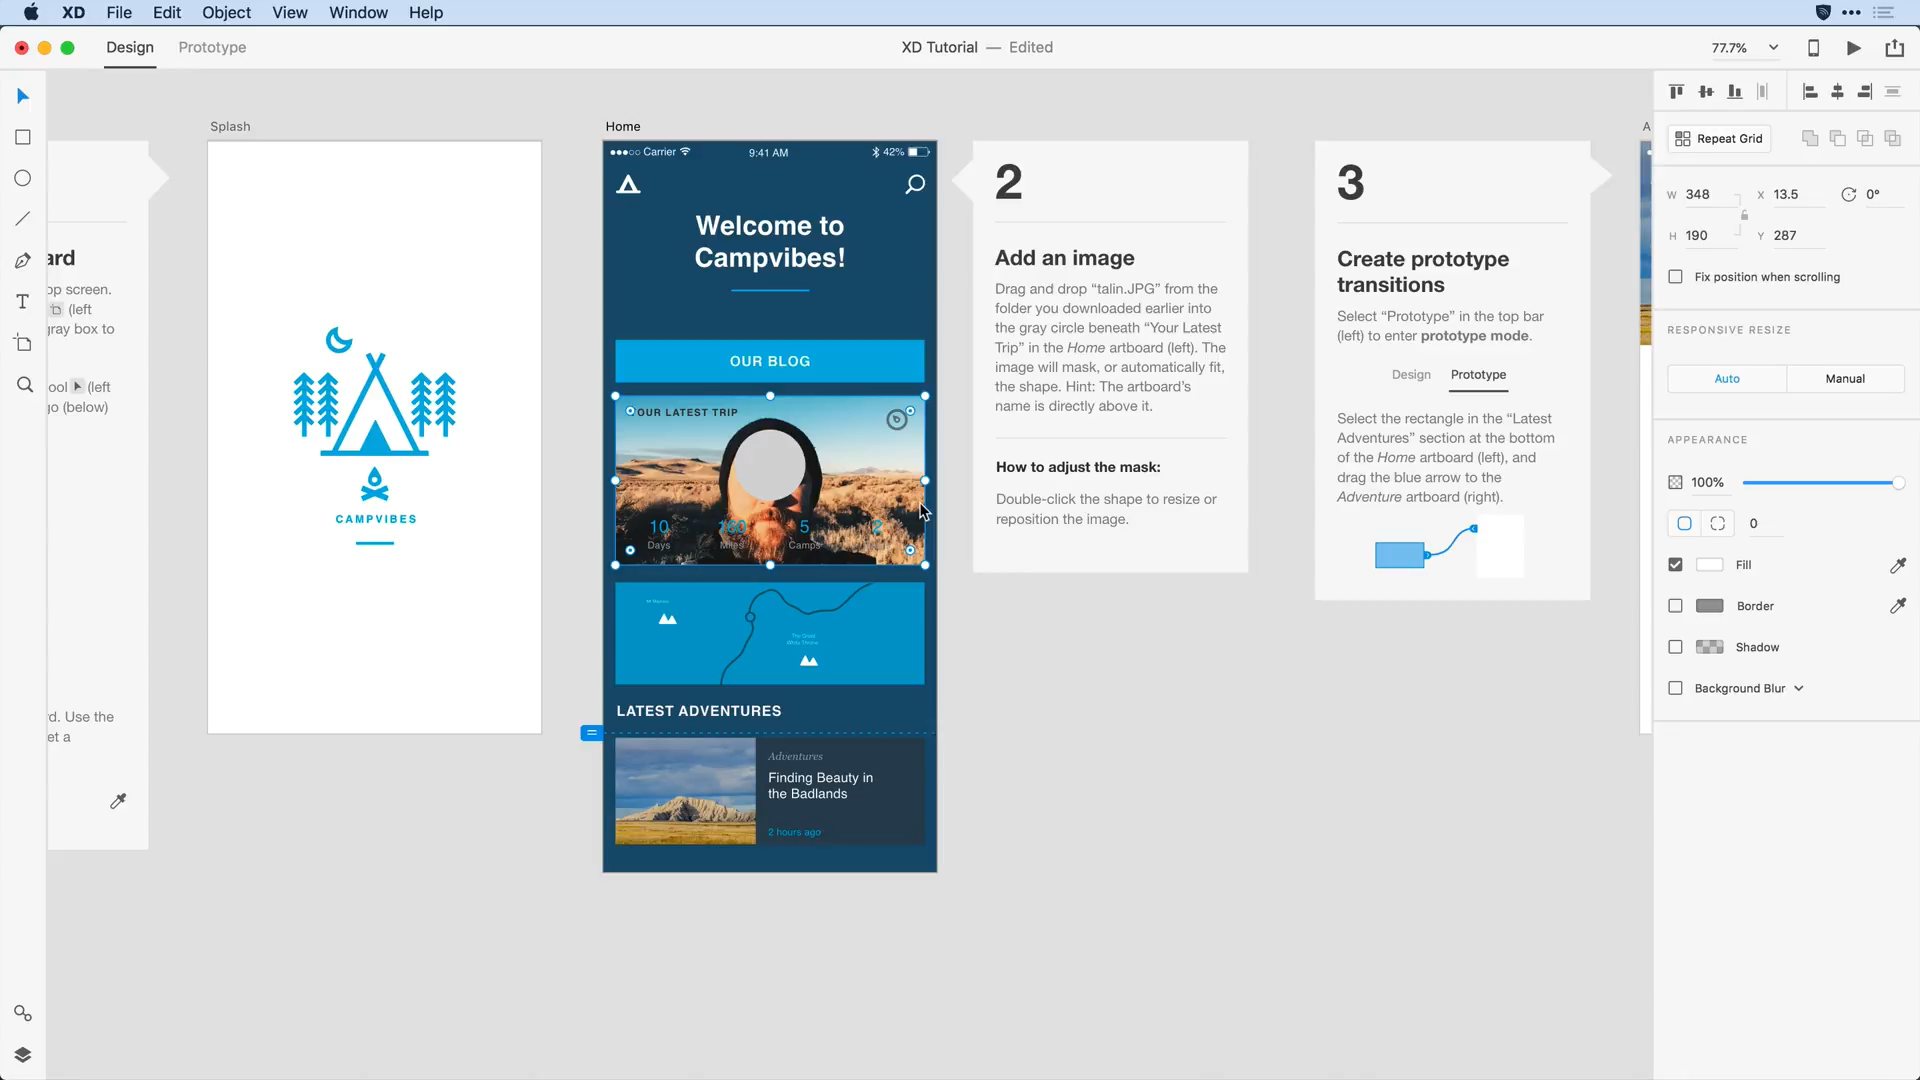 XD File Edit Object View Window Help
Design Prototype
XD Tutorial — Edited
77.7%
ard
op screen.
(left
gray box to
ool (left
go (below)
d. Use the
et a
Splash
CAMPVIBES
Home
Carrier 9:41 AM 42%
Welcome to
Campvibes!
OUR BLOG
OUR LATEST TRIP
10 160 5 2
Days Miles Camps
Mt Rainier
The Great
White Throne
LATEST ADVENTURES
Adventures
Finding Beauty in
the Badlands
2 hours ago
2
Add an image
Drag and drop “talin.JPG” from the
folder you downloaded earlier into
the gray circle beneath “Your Latest
Trip” in the Home artboard (left). The
image will mask, or automatically fit,
the shape. Hint: The artboard’s
name is directly above it.
How to adjust the mask:
Double-click the shape to resize or
reposition the image.
3
Create prototype
transitions
Select “Prototype” in the top bar
(left) to enter prototype mode.
Design Prototype
Select the rectangle in the “Latest
Adventures” section at the bottom
of the Home artboard (left), and
drag the blue arrow to the
Adventure artboard (right).
A
Repeat Grid
W 348 X 13.5 0°
H 190 Y 287
Fix position when scrolling
RESPONSIVE RESIZE
Auto Manual
APPEARANCE
100%
0
Fill
Border
Shadow
Background Blur